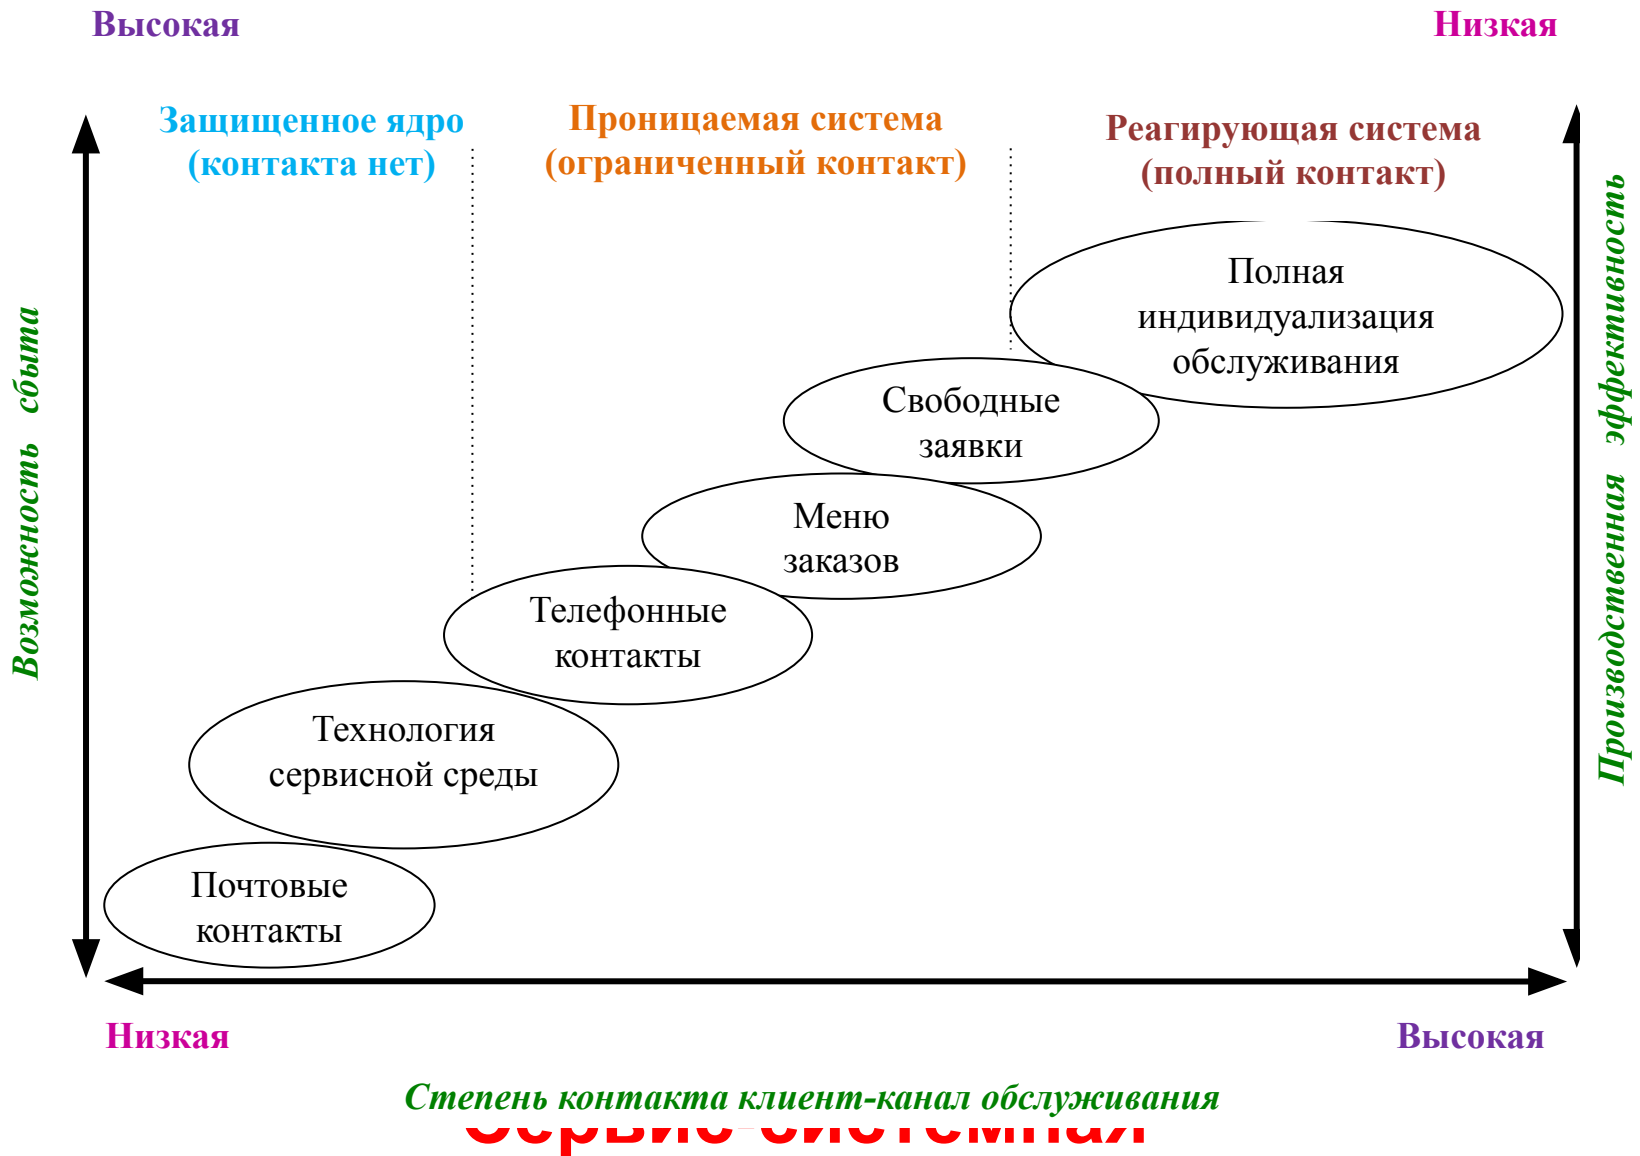 Высокая
Низкая
Защищенное ядро
(контакта нет)
Проницаемая система
(ограниченный контакт)
Реагирующая система
(полный контакт)
Возможность сбыта
Производственная эффективность
Полная
индивидуализация
обслуживания
Свободные
заявки
Меню
заказов
Телефонные
контакты
Технология
сервисной среды
Почтовые
контакты
Низкая
Высокая
Степень контакта клиент-канал обслуживания
Сервис-системная